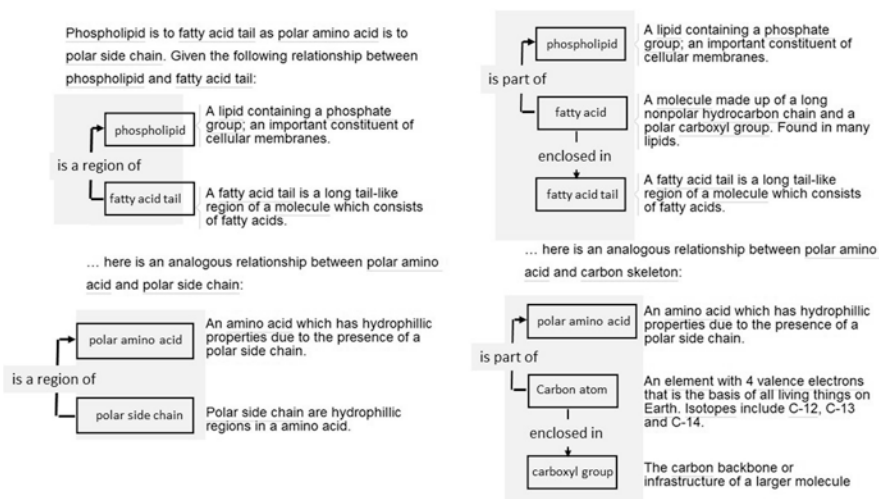 Phospholipid is to fatty acid tail as polar amino acid is to
polar side chain. Given the following relationship between
phospholipid and fatty acid tail:
phospholipid
A lipid containing a phosphate
group; an important constituent of
cellular membranes.
is a region of
fatty acid tail
A fatty acid tail is a long tail-like
region of a molecule which consists
of fatty acids.
... here is an analogous relationship between polar amino
acid and polar side chain:
polar amino acid
An amino acid which has hydrophillic
properties due to the presence of a
polar side chain.
is a region of
polar side chain
Polar side chain are hydrophillic
regions in a amino acid.
phospholipid
A lipid containing a phosphate
group; an important constituent of
cellular membranes.
is part of
fatty acid
A molecule made up of a long
nonpolar hydrocarbon chain and a
polar carboxyl group. Found in many
lipids.
enclosed in
fatty acid tail
A fatty acid tail is a long tail-like
region of a molecule which consists
of fatty acids.
... here is an analogous relationship between polar amino
acid and carbon skeleton:
polar amino acid
An amino acid which has hydrophillic
properties due to the presence of a
polar side chain.
is part of
Carbon atom
An element with 4 valence electrons
that is the basis of all living things on
Earth. Isotopes include C-12, C-13
and C-14.
enclosed in
carboxyl group
The carbon backbone or
infrastructure of a larger molecule